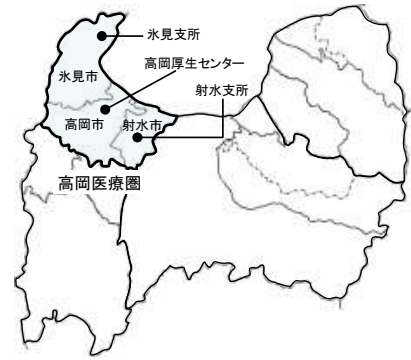 氷見支所
高岡厚生センター
射水支所
氷見市
高岡市
射水市
高岡医療圏